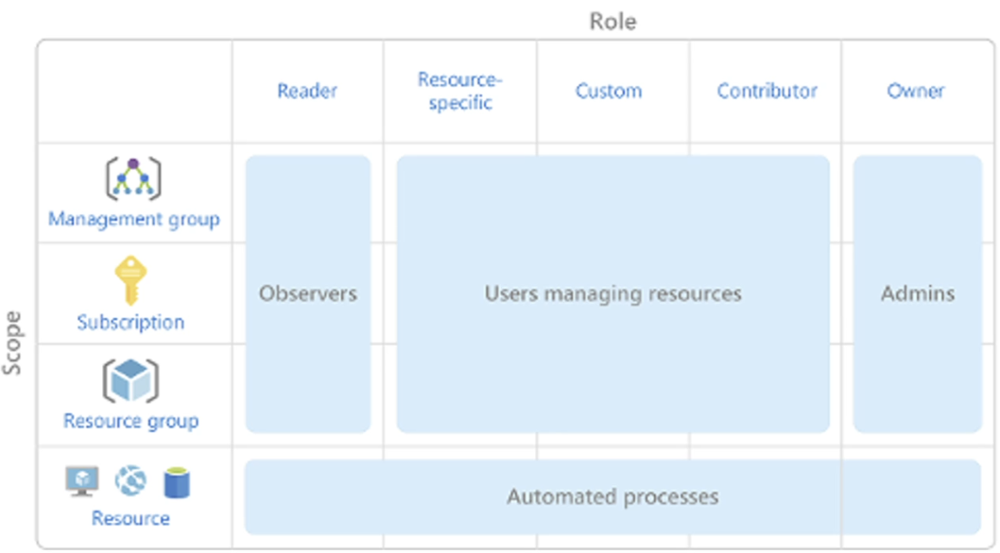 Role
Reader
Resource-
specific
Custom
Contributor
Owner
Scope
Management group
Subscription
Resource group
Resource
Observers
Users managing resources
Admins
Automated processes